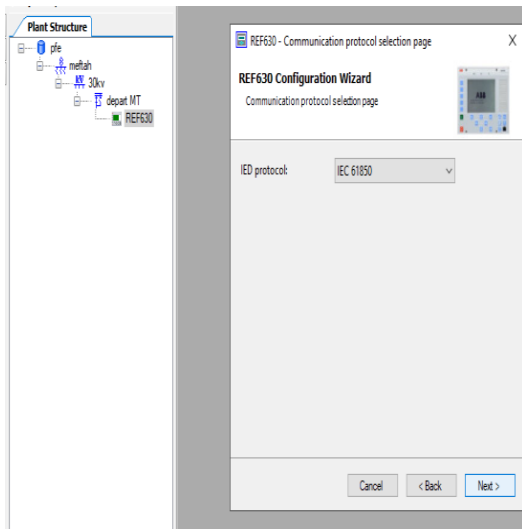 Plant Structure
pfe
meftah
30kv
depart MT
REF630
REF630 - Communication protocol selection page
X
REF630 Configuration Wizard
Communication protocol selection page
ABB
IED protocol:
IEC 61850
Cancel
< Back
Next >